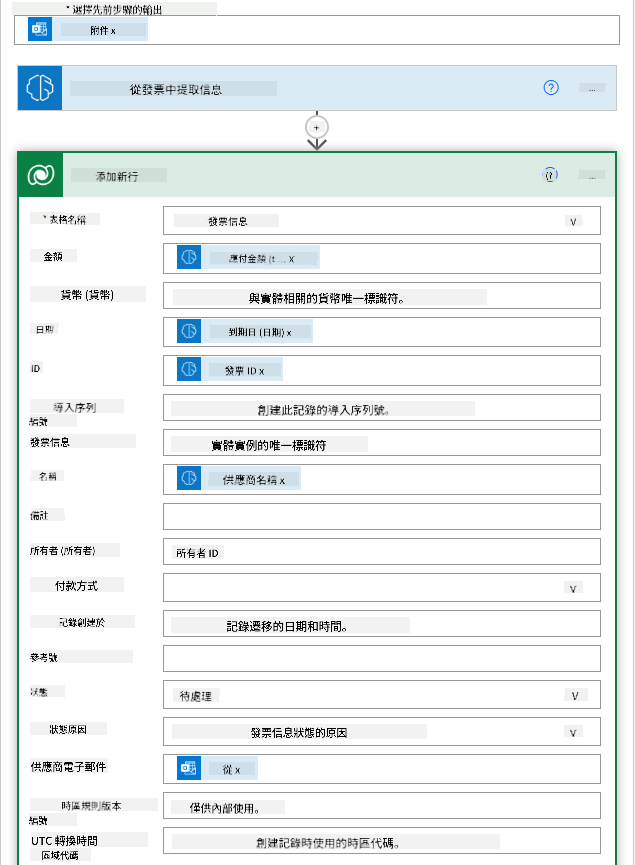 * 選擇先前步驟的輸出
附件 x
從發票中提取信息
?
...
+
添加新行
...
* 表格名稱
發票信息
V
金額
應付金額 (t ... x
貨幣 (貨幣)
與實體相關的貨幣唯一標識符。
日期
到期日 (日期) x
ID
發票 ID x
導入序列
編號
創建此記錄的導入序列號。
發票信息
實體實例的唯一標識符
名稱
供應商名稱 x
備註
所有者 (所有者)
所有者 ID
付款方式
V
記錄創建於
記錄遷移的日期和時間。
參考號
狀態
待處理
V
狀態原因
發票信息狀態的原因
V
供應商電子郵件
從 x
時區規則版本
編號
僅供內部使用。
UTC 轉換時間
區域代碼
創建記錄時使用的時區代碼。